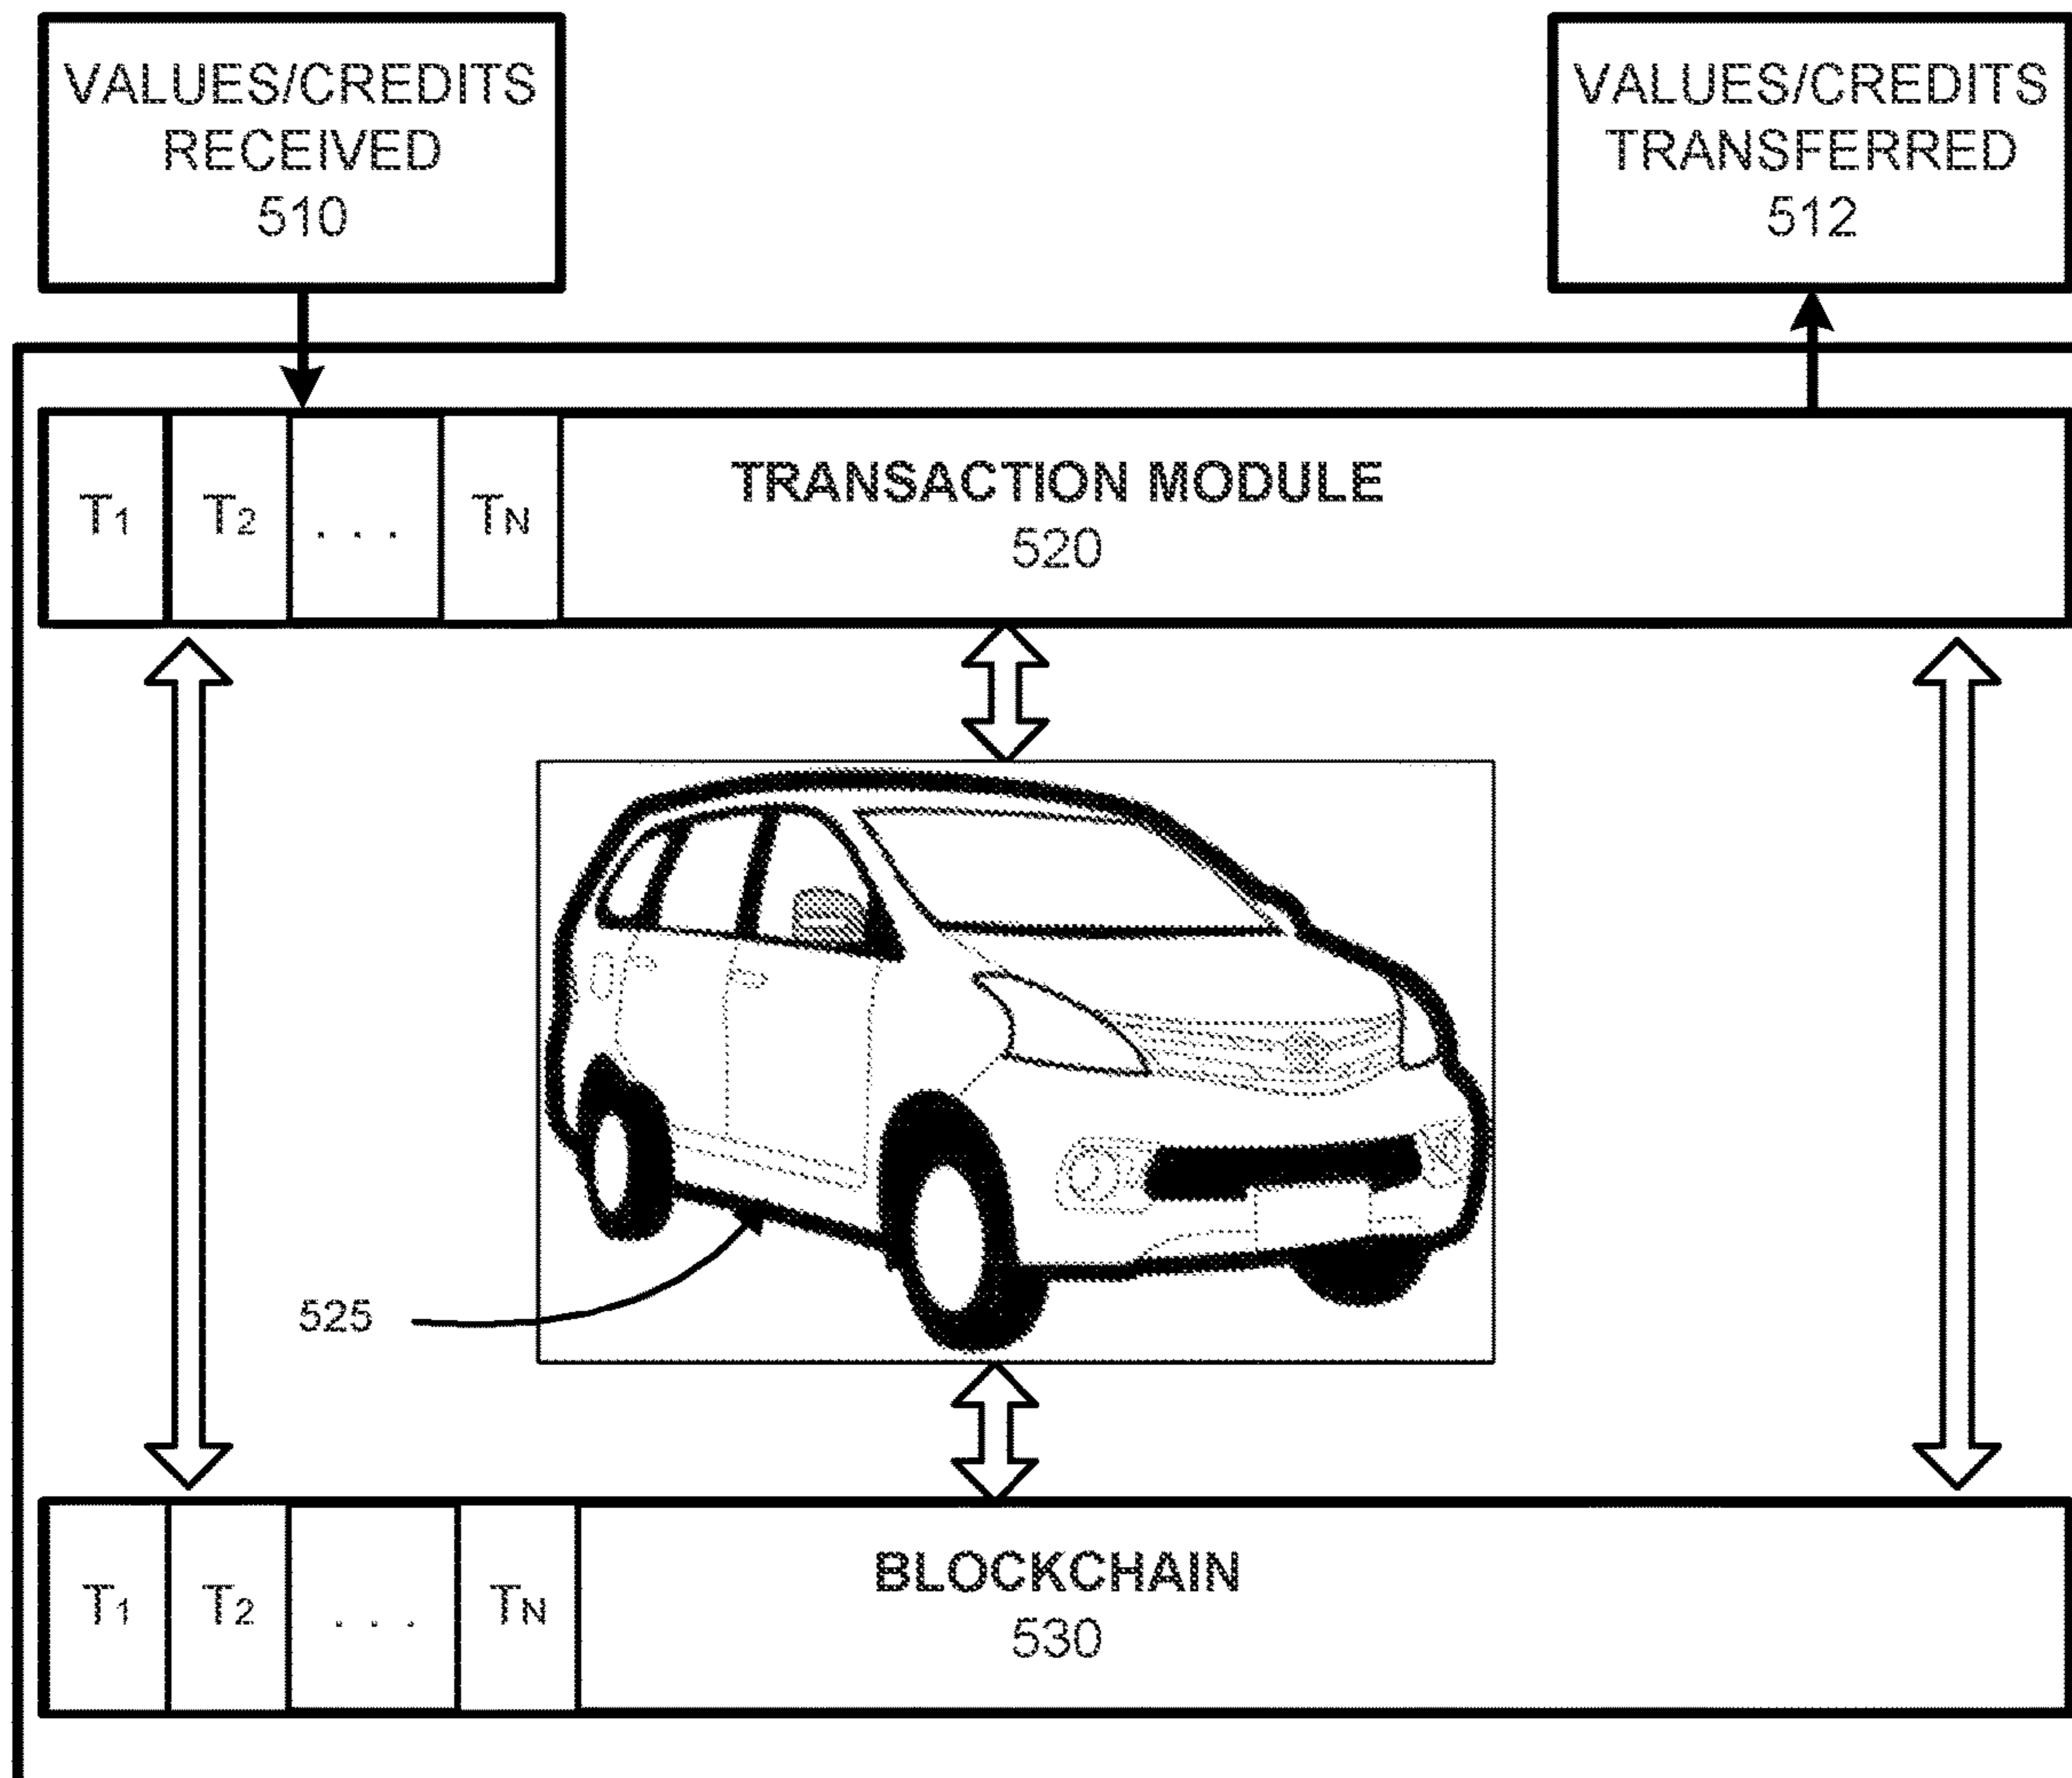 VALUES/CREDITS
RECEIVED
510
VALUES/CREDITS
TRANSFERRED
512
T1 T2 . . . TN
TRANSACTION MODULE
520
525
T1 T2 . . . TN
BLOCKCHAIN
530